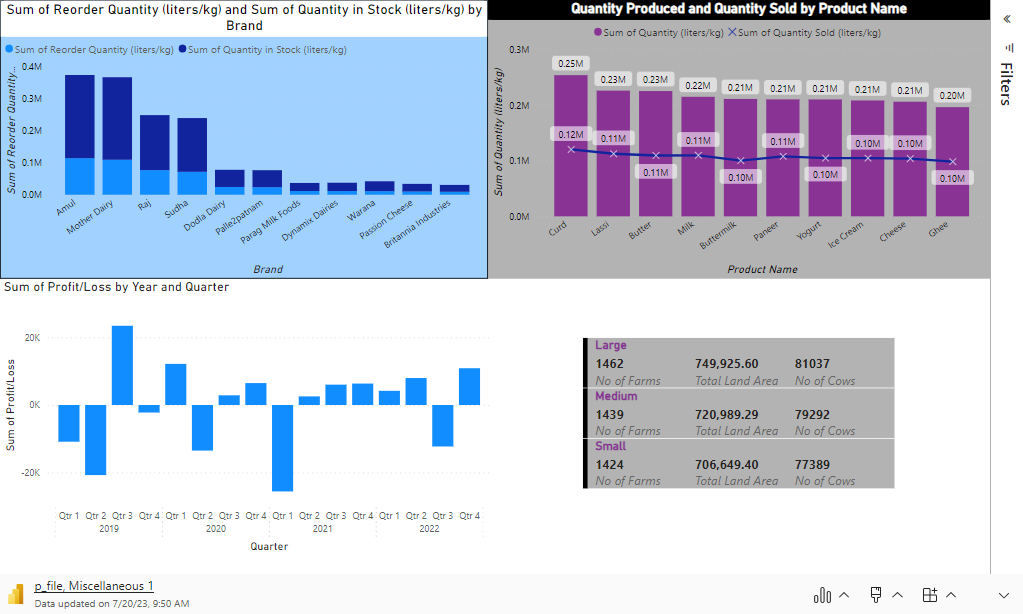 Sum of Reorder Quantity (liters/kg) and Sum of Quantity in Stock (liters/kg) by
Brand
Sum of Reorder Quantity (liters/kg) Sum of Quantity in Stock (liters/kg)
Sum of Reorder Quantity...
0.4M
0.3M
0.2M
0.1M
0.0M
Amul
Mother Dairy
Raj
Sudha
Dodla Dairy
Palle2patnam
Parag Milk Foods
Dynamix Dairies
Warana
Passion Cheese
Britannia Industries
Brand
Quantity Produced and Quantity Sold by Product Name
Sum of Quantity (liters/kg) Sum of Quantity Sold (liters/kg)
Sum of Quantity (liters/kg)
0.3M
0.2M
0.1M
0.0M
0.25M 0.23M 0.23M 0.22M 0.21M 0.21M 0.21M 0.21M 0.21M 0.20M
0.12M 0.11M 0.11M 0.11M 0.10M 0.11M 0.10M 0.10M 0.10M 0.10M
Curd
Lassi
Butter
Milk
Buttermilk
Paneer
Yogurt
Ice Cream
Cheese
Ghee
Product Name
Filters
Sum of Profit/Loss by Year and Quarter
Sum of Profit/Loss
20K
0K
-20K
Qtr 1 Qtr 2 Qtr 3 Qtr 4 Qtr 1 Qtr 2 Qtr 3 Qtr 4 Qtr 1 Qtr 2 Qtr 3 Qtr 4 Qtr 1 Qtr 2 Qtr 3 Qtr 4
2019 2020 2021 2022
Quarter
Large
1462 749,925.60 81037
No of Farms Total Land Area No of Cows
Medium
1439 720,989.29 79292
No of Farms Total Land Area No of Cows
Small
1424 706,649.40 77389
No of Farms Total Land Area No of Cows
p_file, Miscellaneous 1
Data updated on 7/20/23, 9:50 AM